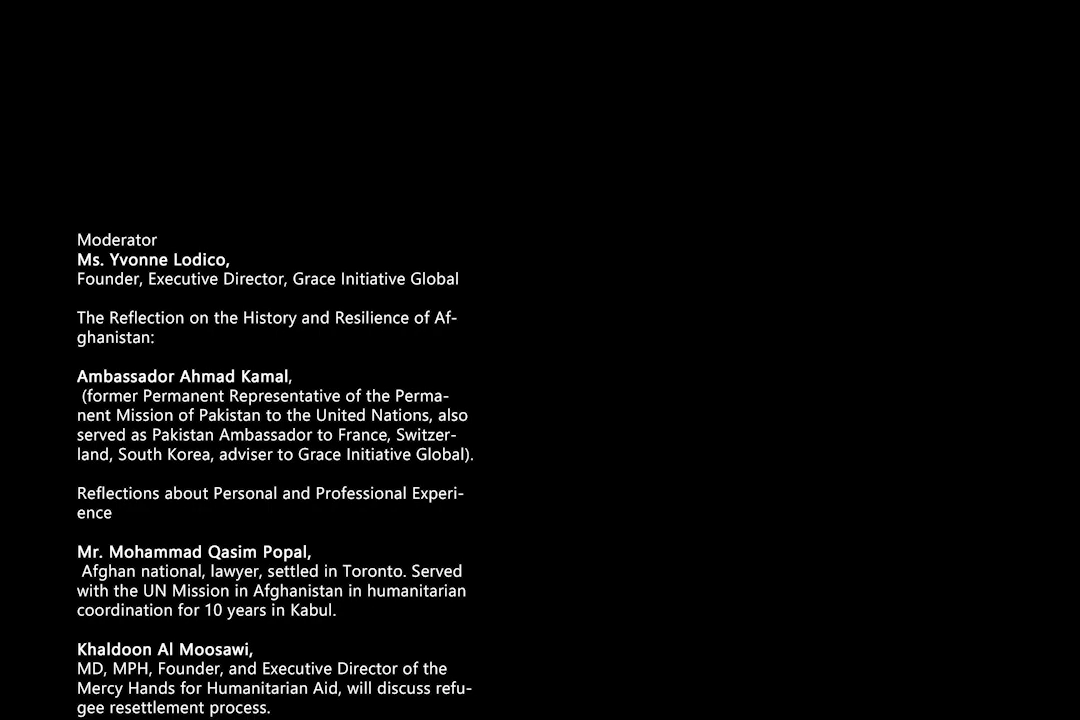 Moderator
Ms. Yvonne Lodico,
Founder, Executive Director, Grace Initiative Global
The Reflection on the History and Resilience of Af-
ghanistan:
Ambassador Ahmad Kamal,
(former Permanent Representative of the Perma-
nent Mission of Pakistan to the United Nations, also
served as Pakistan Ambassador to France, Switzer-
land, South Korea, adviser to Grace Initiative Global).
Reflections about Personal and Professional Experi-
ence
Mr. Mohammad Qasim Popal,
Afghan national, lawyer, settled in Toronto. Served
with the UN Mission in Afghanistan in humanitarian
coordination for 10 years in Kabul.
Khaldoon Al Moosawi,
MD, MPH, Founder, and Executive Director of the
Mercy Hands for Humanitarian Aid, will discuss refu-
gee resettlement process.